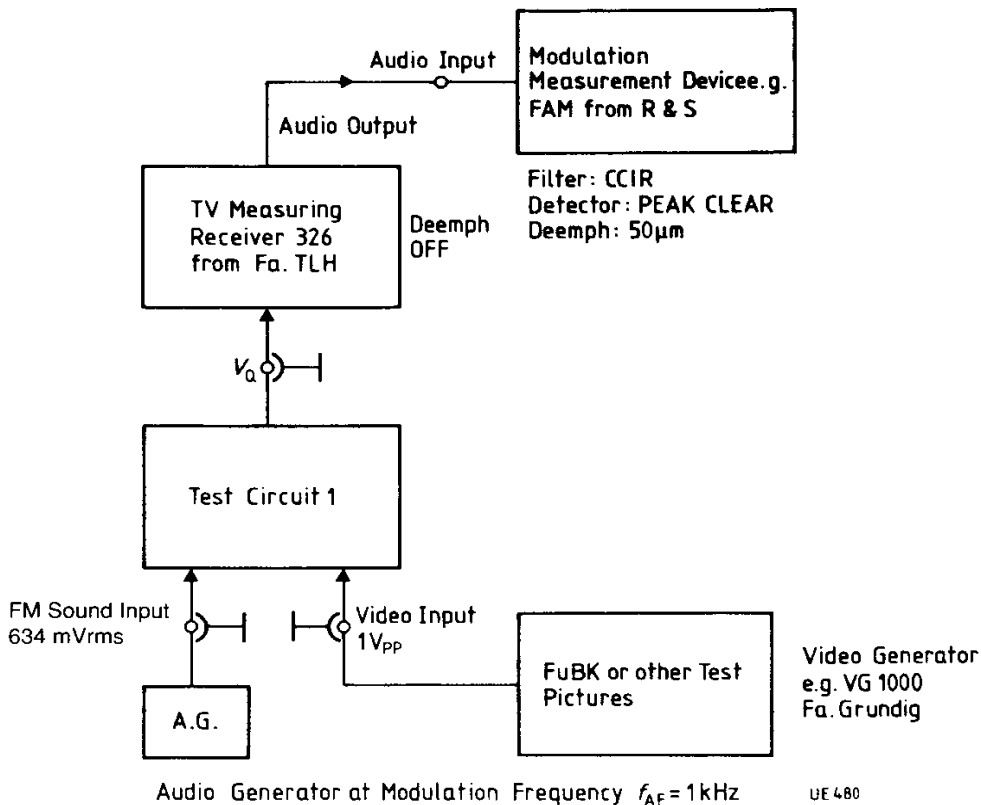 Audio Input
Modulation
Measurement Devicee.g.
FAM from R & S
Audio Output
Filter: CCIR
Detector: PEAK CLEAR
Deemph: 50µm
TV Measuring
Receiver 326
from Fa. TLH
Deemph
OFF
VQ
Test Circuit 1
FM Sound Input
634 mVrms
Video Input
1VPP
A.G.
FuBK or other Test
Pictures
Video Generator
e.g. VG 1000
Fa. Grundig
Audio Generator at Modulation Frequency fAF = 1kHz
UE 480